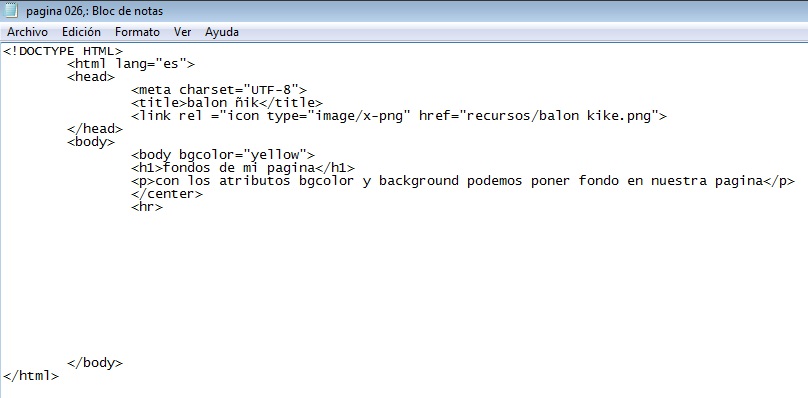 pagina 026,: Bloc de notas
Archivo Edición Formato Ver Ayuda
<!DOCTYPE HTML>
<html lang="es">
<head>
<meta charset="UTF-8">
<title>balon ñik</title>
<link rel ="icon type="image/x-png" href="recursos/balon kike.png">
</head>
<body>
<body bgcolor="yellow">
<h1>fondos de mi pagina</h1>
<p>con los atributos bgcolor y background podemos poner fondo en nuestra pagina</p>
</center>
<hr>
</body>
</html>